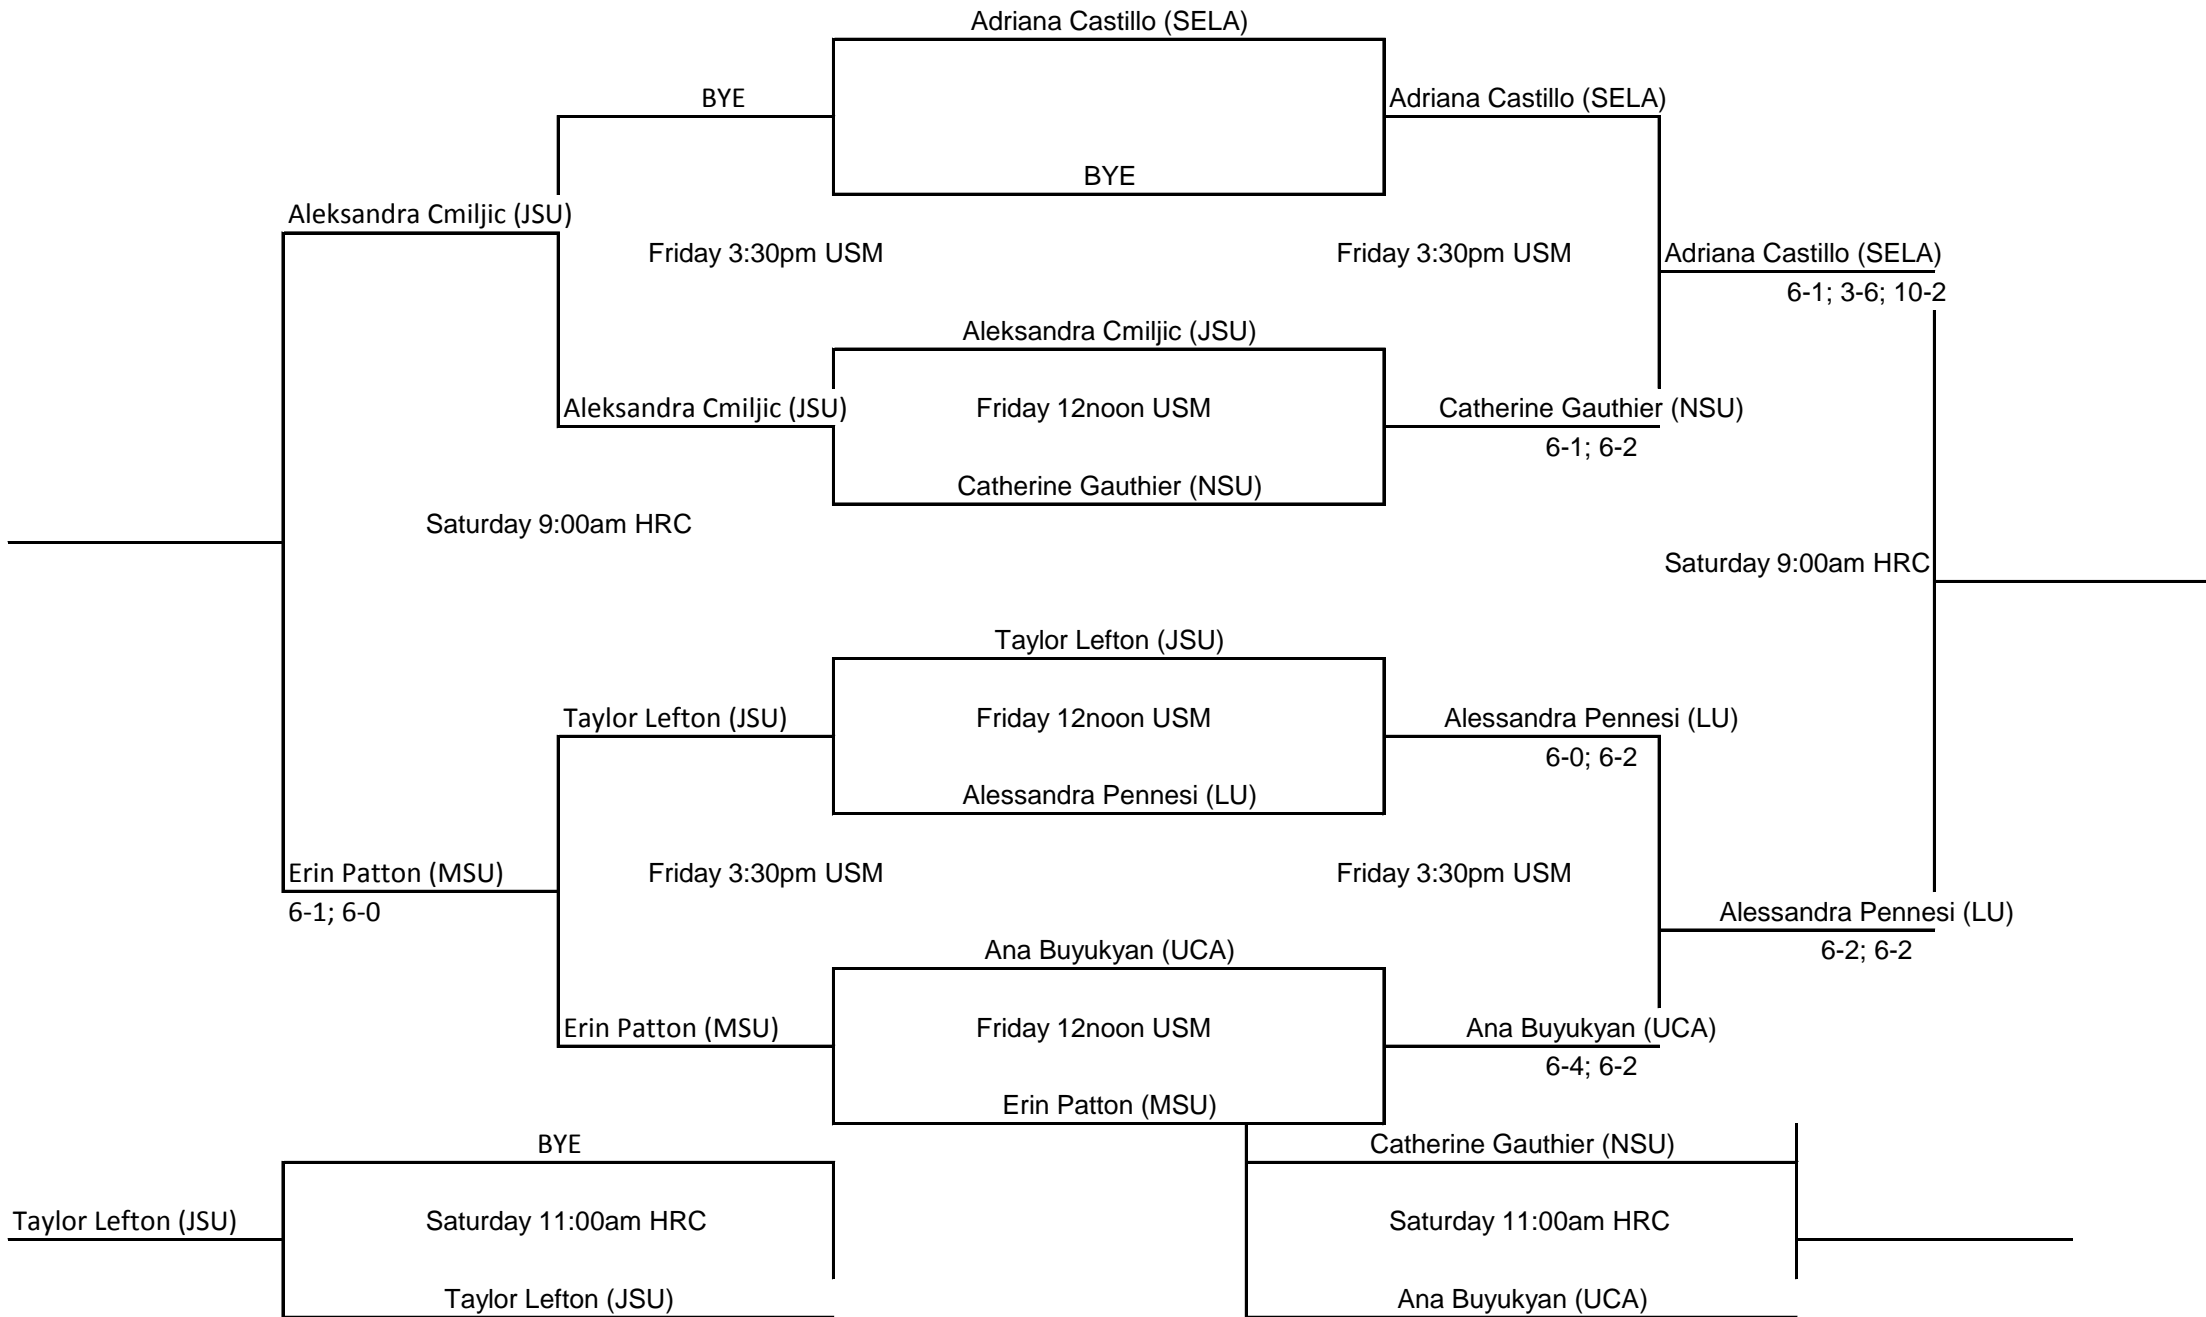 Adriana Castillo (SELA)
BYE
Adriana Castillo (SELA)
BYE
Aleksandra Cmiljic (JSU)
Friday 3:30pm USM
Friday 3:30pm USM
Adriana Castillo (SELA)
6-1; 3-6; 10-2
Aleksandra Cmiljic (JSU)
Aleksandra Cmiljic (JSU)
Friday 12noon USM
Catherine Gauthier (NSU)
6-1; 6-2
Catherine Gauthier (NSU)
Saturday 9:00am HRC
Saturday 9:00am HRC
Taylor Lefton (JSU)
Taylor Lefton (JSU)
Friday 12noon USM
Alessandra Pennesi (LU)
6-0; 6-2
Alessandra Pennesi (LU)
Erin Patton (MSU)
Friday 3:30pm USM
Friday 3:30pm USM
6-1; 6-0
Alessandra Pennesi (LU)
Ana Buyukyan (UCA)
6-2; 6-2
Erin Patton (MSU)
Friday 12noon USM
Ana Buyukyan (UCA)
6-4; 6-2
Erin Patton (MSU)
BYE
Catherine Gauthier (NSU)
Taylor Lefton (JSU)
Saturday 11:00am HRC
Saturday 11:00am HRC
Taylor Lefton (JSU)
Ana Buyukyan (UCA)